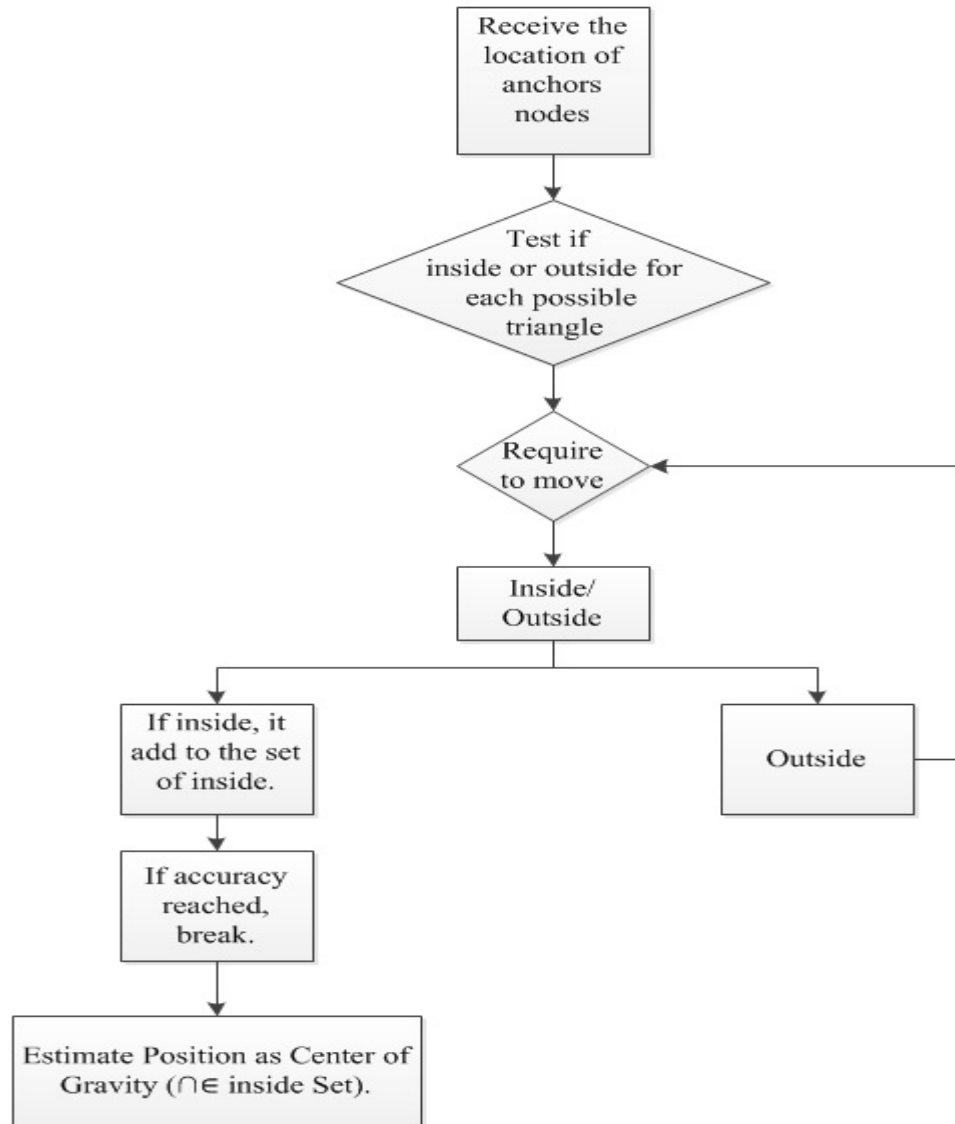 Receive the
location of
anchors
nodes
Test if
inside or outside for
each possible
triangle
Require
to move
Inside/
Outside
If inside, it
add to the set
of inside.
Outside
If accuracy
reached,
break.
Estimate Position as Center of
Gravity (∩∈ inside Set).